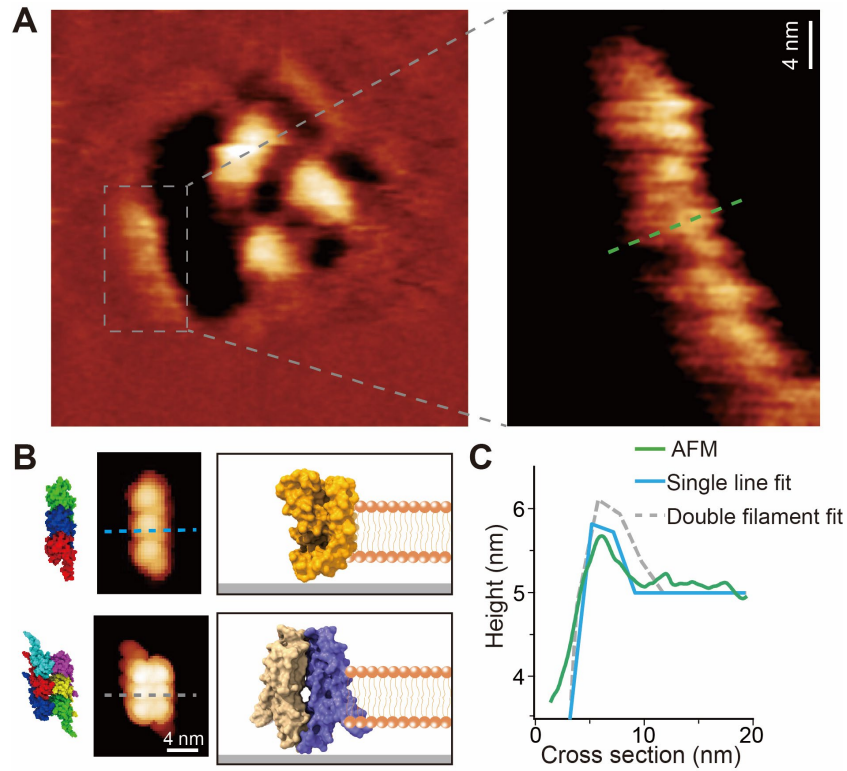 A
4 nm
B
4 nm
C
AFM
Single line fit
Double filament fit
Height (nm)
6
5
4
0
10
20
Cross section (nm)